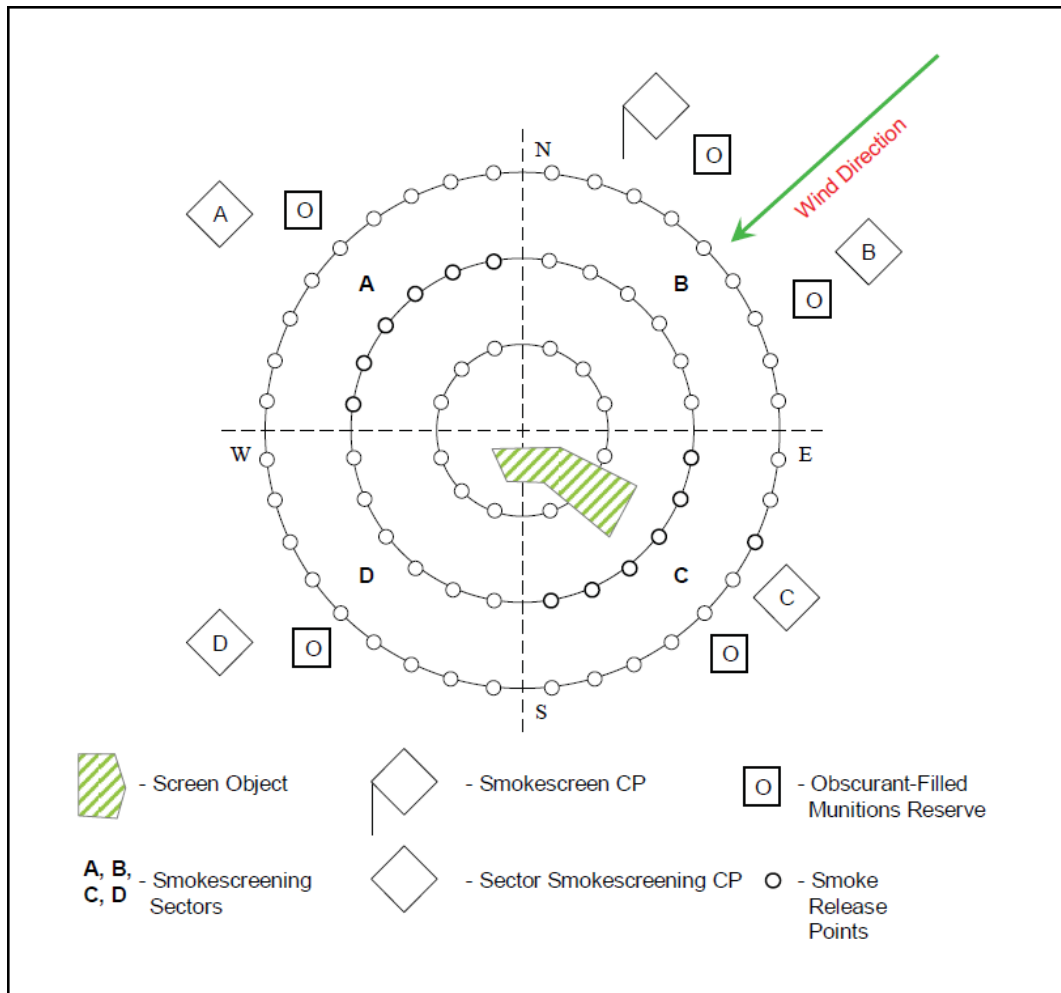 O
Wind Direction
N
A
O
B
O
A
B
W
E
D
C
C
D
O
O
S
- Screen Object
- Smokescreen CP
O
- Obscurant-Filled
Munitions Reserve
A, B,
C, D
- Smokescreening
Sectors
- Sector Smokescreening CP
- Smoke
Release
Points